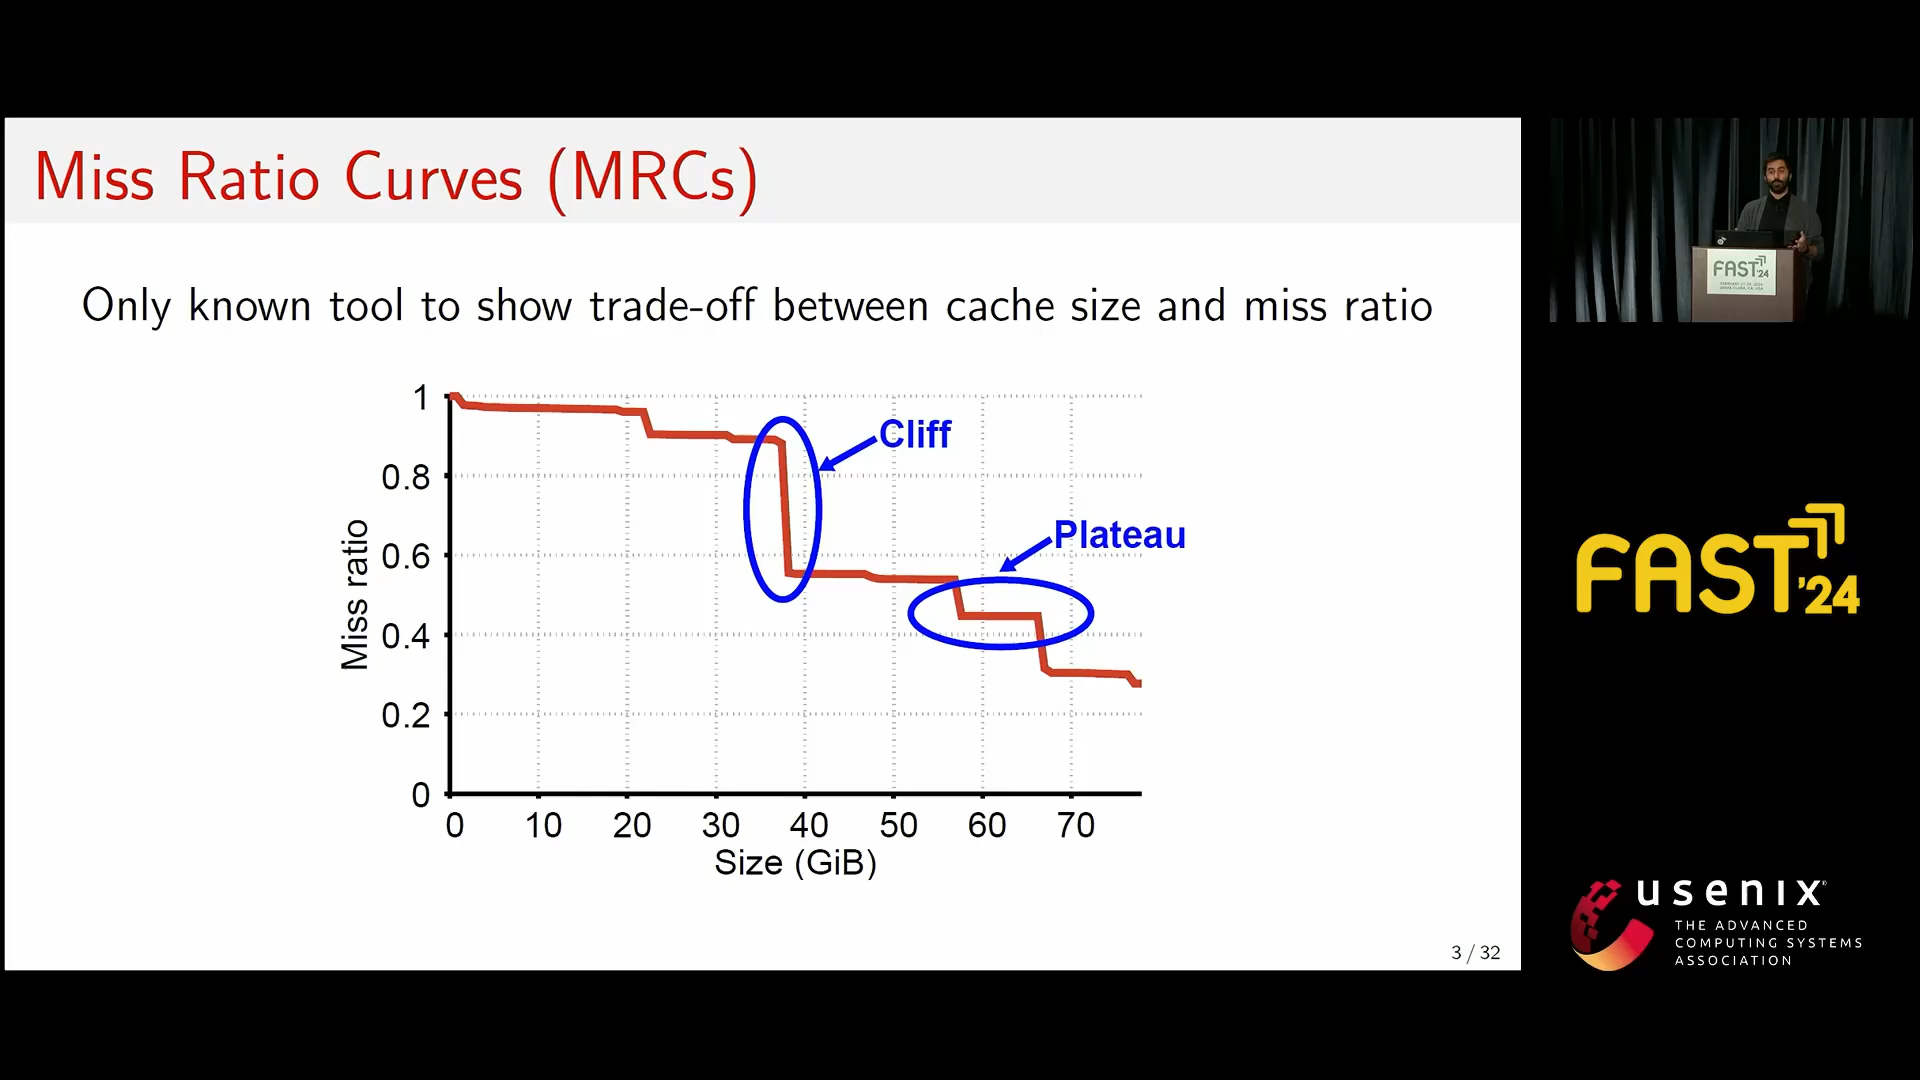 Miss Ratio Curves (MRCs)
Only known tool to show trade-off between cache size and miss ratio
1
0.8
0.6
0.4
0.2
0
Miss ratio
Cliff
Plateau
0 10 20 30 40 50 60 70
Size (GiB)
3 / 32
FAST '24
FAST '24
usenix
THE ADVANCED
COMPUTING SYSTEMS
ASSOCIATION